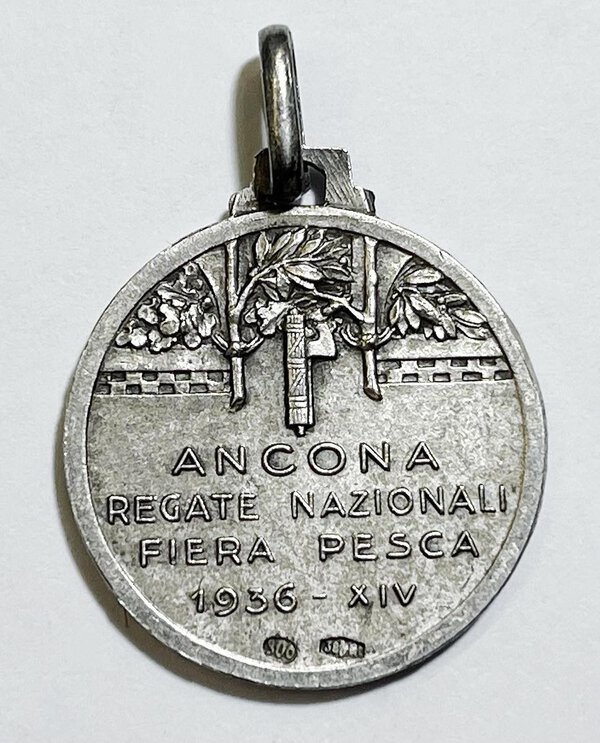 ANCONA
REGATE NAZIONALI
FIERA PESCA
1936 - XIV